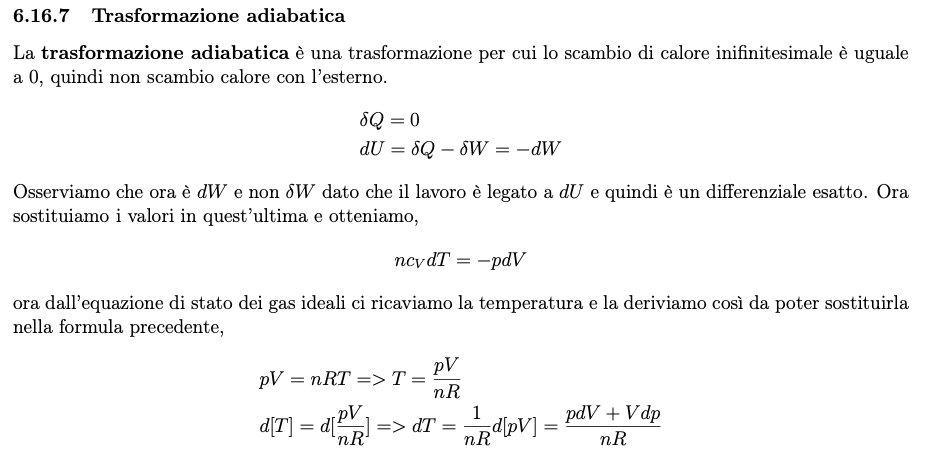 6.16.7 Trasformazione adiabatica
La trasformazione adiabatica è una trasformazione per cui lo scambio di calore inifinitesimale è uguale
a 0, quindi non scambio calore con l'esterno.
δQ = 0
dU = δQ − δW = −dW
Osserviamo che ora è dW e non δW dato che il lavoro è legato a dU e quindi è un differenziale esatto. Ora
sostituiamo i valori in quest'ultima e otteniamo,
nc_V dT = −pdV
ora dall'equazione di stato dei gas ideali ci ricaviamo la temperatura e la deriviamo così da poter sostituirla
nella formula precedente,
pV = nRT => T = \frac{pV}{nR}
d[T] = d[\frac{pV}{nR}] => dT = \frac{1}{nR}d[pV] = \frac{pdV + Vdp}{nR}